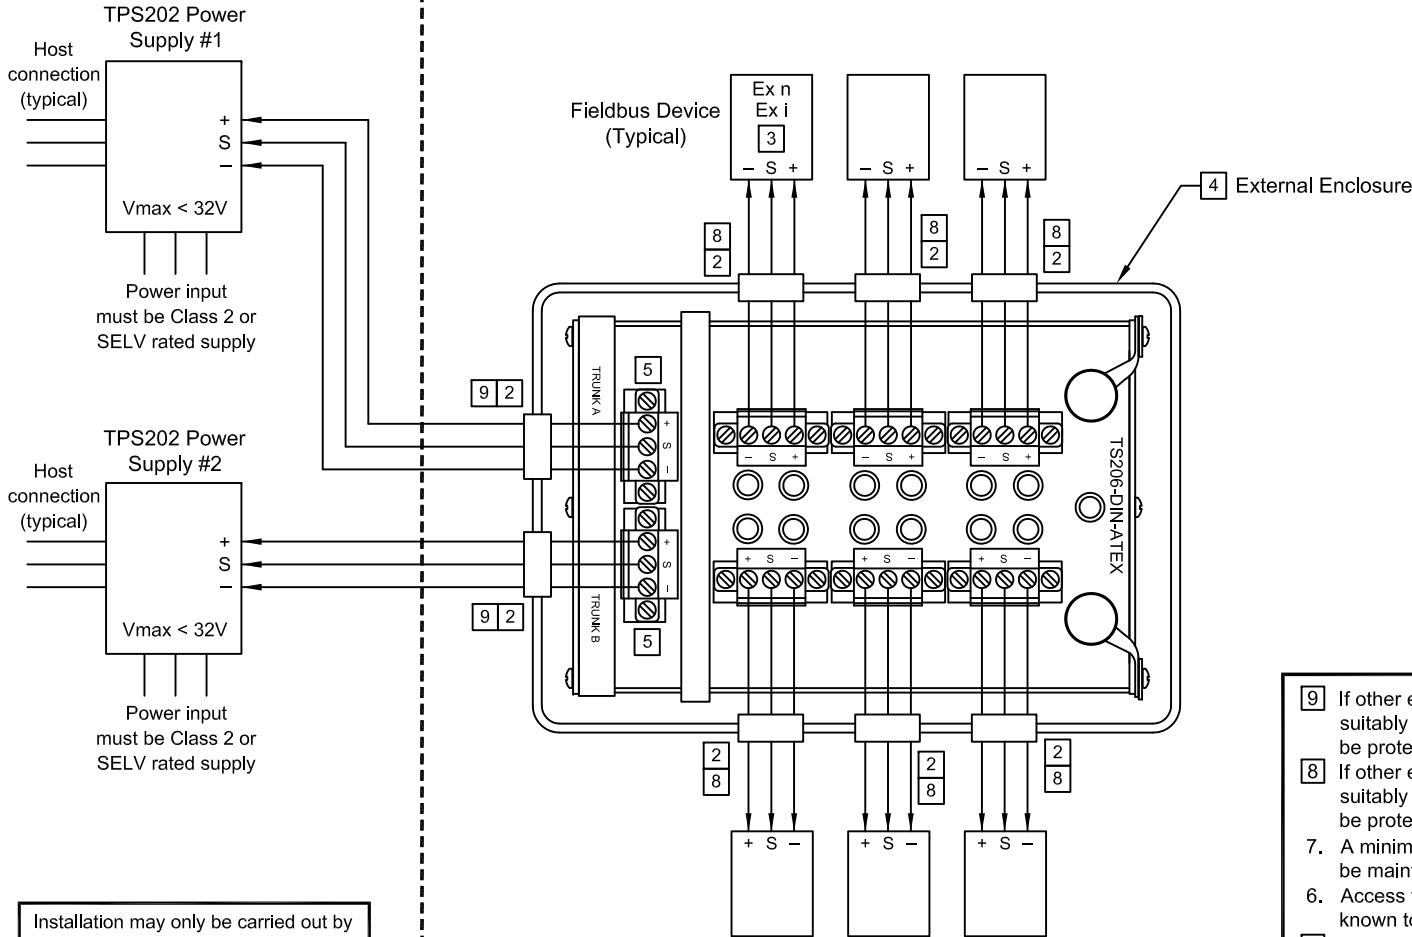 TPS202 Power
Supply #1
Host
connection
(typical)
+
S
–
Vmax < 32V
Power input
must be Class 2 or
SELV rated supply
TPS202 Power
Supply #2
Host
connection
(typical)
+
S
–
Vmax < 32V
Power input
must be Class 2 or
SELV rated supply
Installation may only be carried out by
Fieldbus Device
(Typical)
Ex n
Ex i
3
– S +
– S +
– S +
4 External Enclosure
8
2
8
2
8
2
9 2
TRUNK A
5
+ S –
– S +
– S +
– S +
TS206-DIN-ATEX
+ S –
+ S –
+ S –
+ S –
9 2
TRUNK B
5
2
8
2
8
2
8
+ S –
+ S –
+ S –
9 If other e
suitably
be prote
8 If other e
suitably
be prote
7. A minim
be main
6. Access
known to